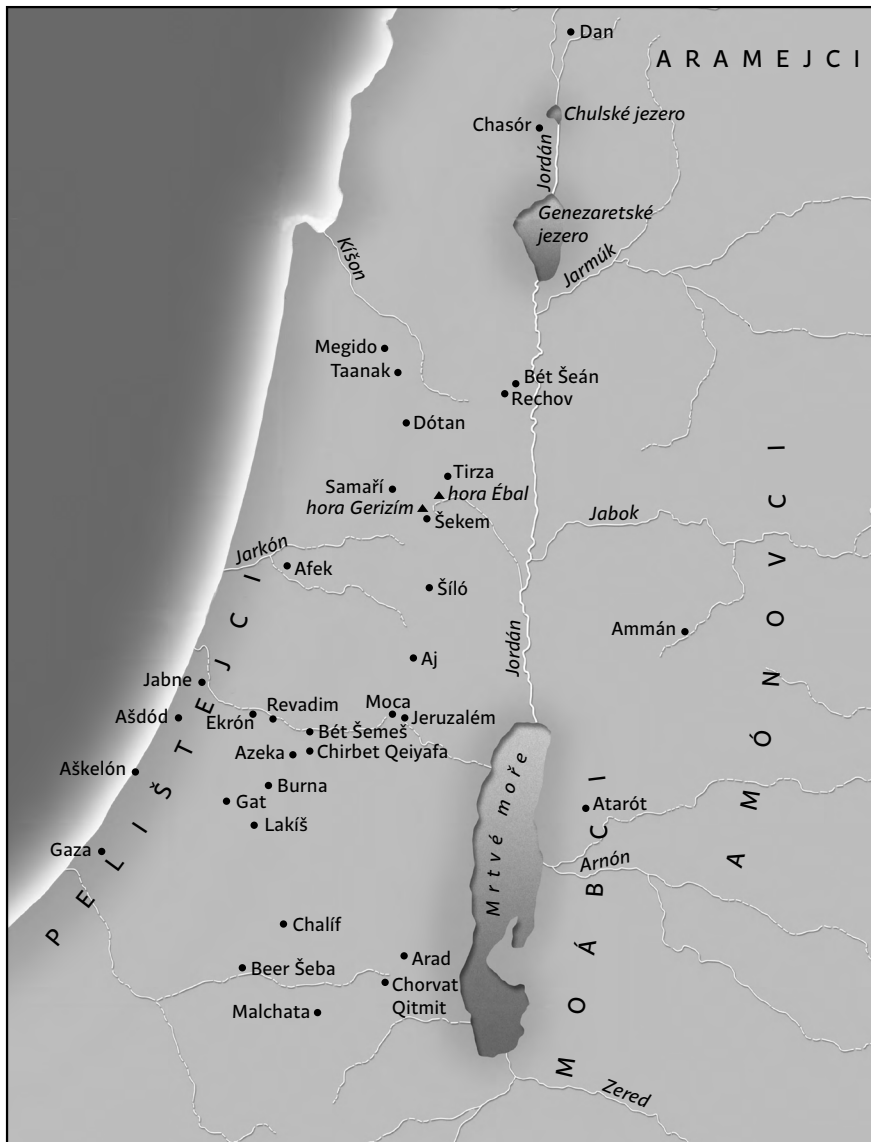 Dan
ARAMEJCI
Chulské jezero
Chasór
Jordán
Genezaretské
jezero
Kíšon
Jarmúk
Megido
Taanak
Bét Šeán
Rechov
Dótan
Tirza
Samaří
hora Ébal
hora Gerizím
Šekem
Jabok
Jarkón
Afek
Šíló
Ammán
Jordán
Aj
Jabne
Moca
Revadim
Ašdód
Ekrón
Jeruzalém
Bét Šemeš
Azeka
Chirbet Qeiyafa
Aškelón
Burna
Gat
Atarót
Lakíš
Gaza
Arnón
Mrtvé moře
PELIŠTEJCI
MOÁBCI
AMÓNOVCI
Chalíf
Arad
Beer Šeba
Chorvat
Qitmit
Malchata
Zered